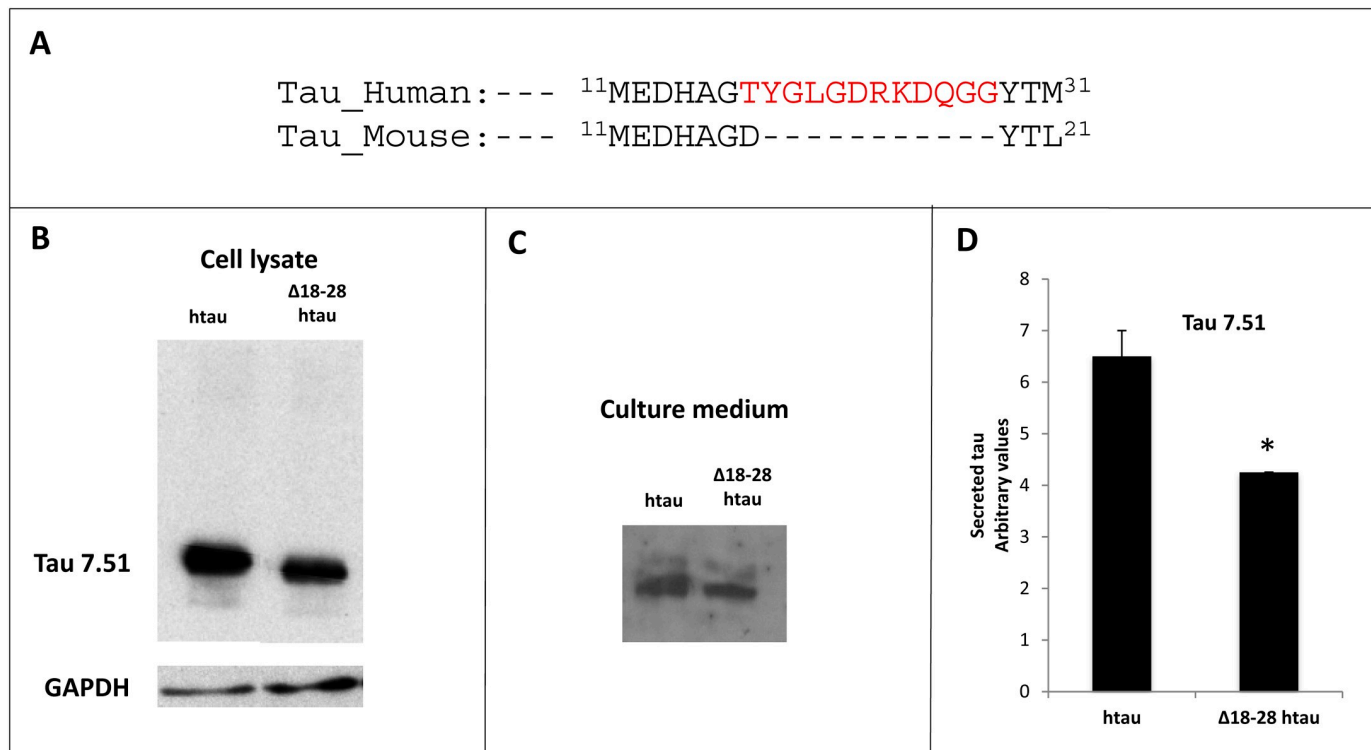 A
Tau_Human:--- ¹¹MEDHAGTYGLGDRKDQGGYTM³¹
Tau_Mouse:--- ¹¹MEDHAGD-----------YTL²¹
B
Cell lysate
htau
Δ18-28
htau
Tau 7.51
GAPDH
C
Culture medium
htau
Δ18-28
htau
D
Tau 7.51
Secreted tau
Arbitrary values
8
7
6
5
4
3
2
1
0
*
htau
Δ18-28 htau